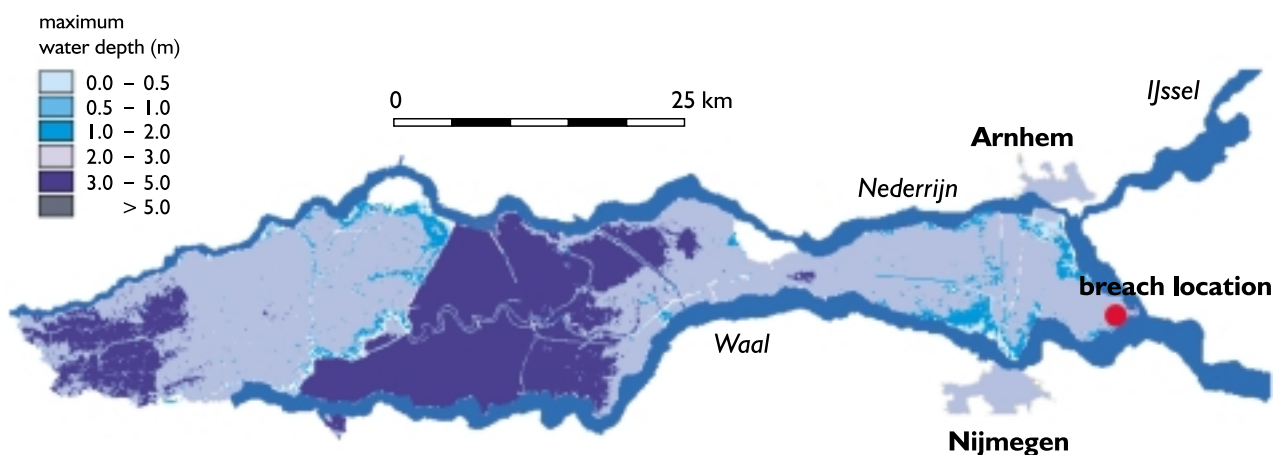 maximum
water depth (m)
0.0 – 0.5
0.5 – 1.0
1.0 – 2.0
2.0 – 3.0
3.0 – 5.0
> 5.0
0 25 km
IJssel
Arnhem
Nederrijn
breach location
Waal
Nijmegen